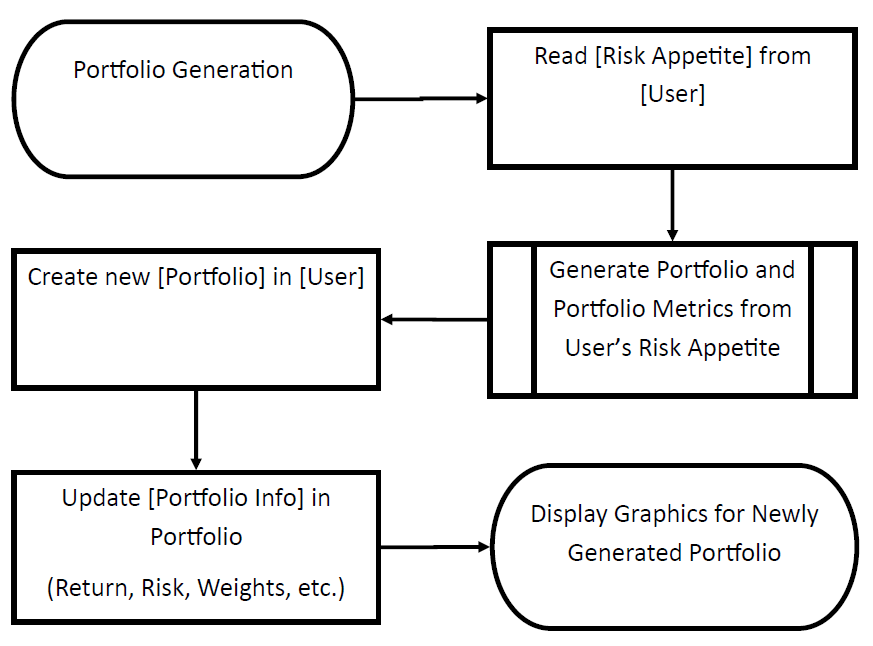 Portfolio Generation
Read [Risk Appetite] from
[User]
Generate Portfolio and
Portfolio Metrics from
User’s Risk Appetite
Create new [Portfolio] in [User]
Update [Portfolio Info] in
Portfolio
(Return, Risk, Weights, etc.)
Display Graphics for Newly
Generated Portfolio